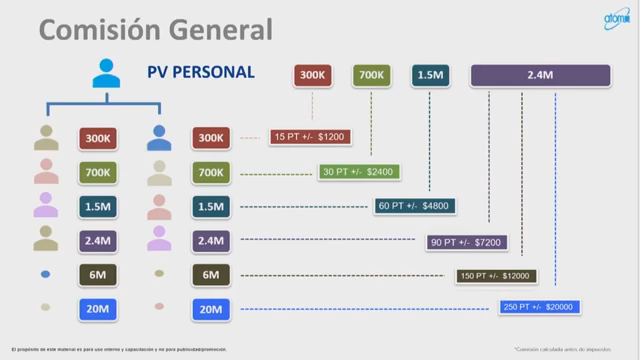 Comisión General
atomy
PV PERSONAL
300K 700K 1.5M 2.4M
300K 300K 15 PT +/- $1200
700K 700K 30 PT +/- $2400
1.5M 1.5M 60 PT +/- $4800
2.4M 2.4M 90 PT +/- $7200
6M 6M 150 PT +/- $12000
20M 20M 250 PT +/- $20000
El propósito de este material es para uso interno y capacitación y no para publicidad/promoción.
*Comisión calculada antes de impuestos